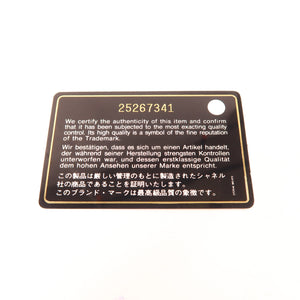 25267341
We certify the authenticity of this item and confirm
that it has been subjected to the most exacting quality
control. Its high quality is a symbol of the fine reputation
of the Trademark.
Wir bestätigen, dass es sich um einen Artikel handelt,
der während seiner Herstellung strengsten Kontrollen
unterworfen war, und dessen erstklassige Qualität
dem hohen Ansehen unserer Marke entspricht.
この製品は厳しい管理のもとに製造されたシャネル
社の商品であることを証明いたします。
このブランド・マークは最高級品質の象徴です。